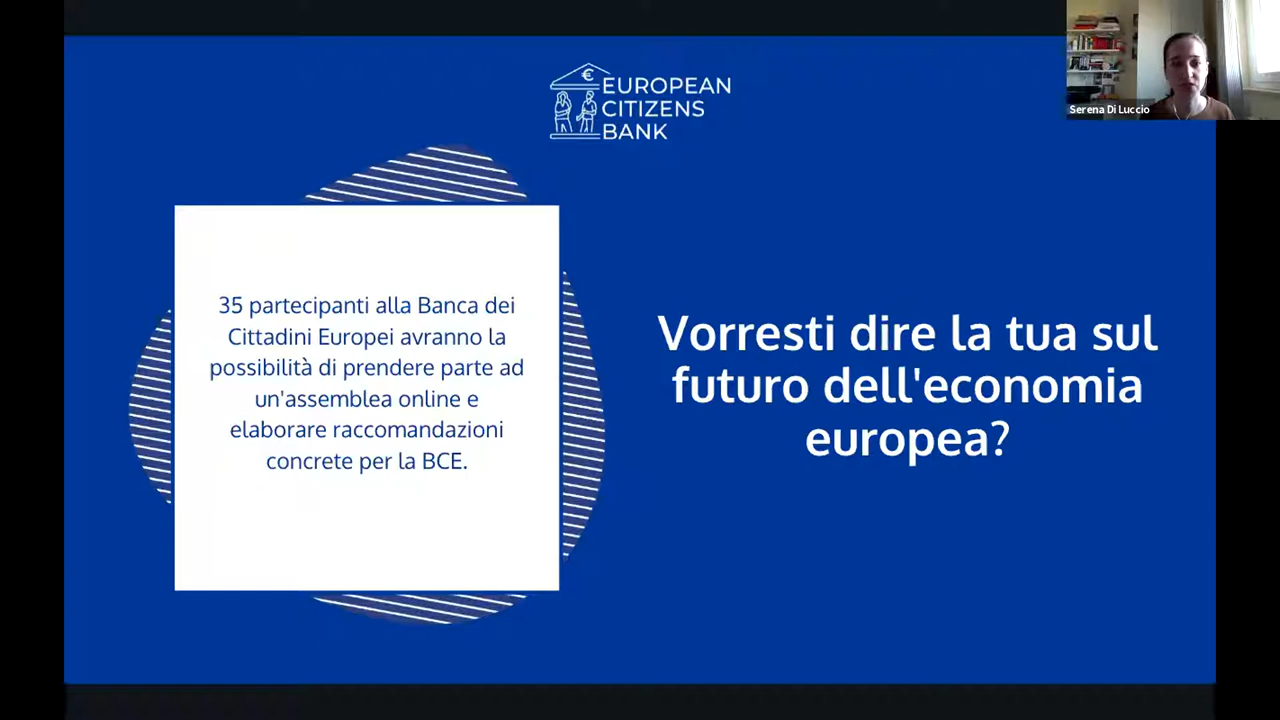 EUROPEAN
CITIZENS
BANK
Serena Di Luccio
35 partecipanti alla Banca dei
Cittadini Europei avranno la
possibilità di prendere parte ad
un'assemblea online e
elaborare raccomandazioni
concrete per la BCE.
Vorresti dire la tua sul
futuro dell'economia
europea?